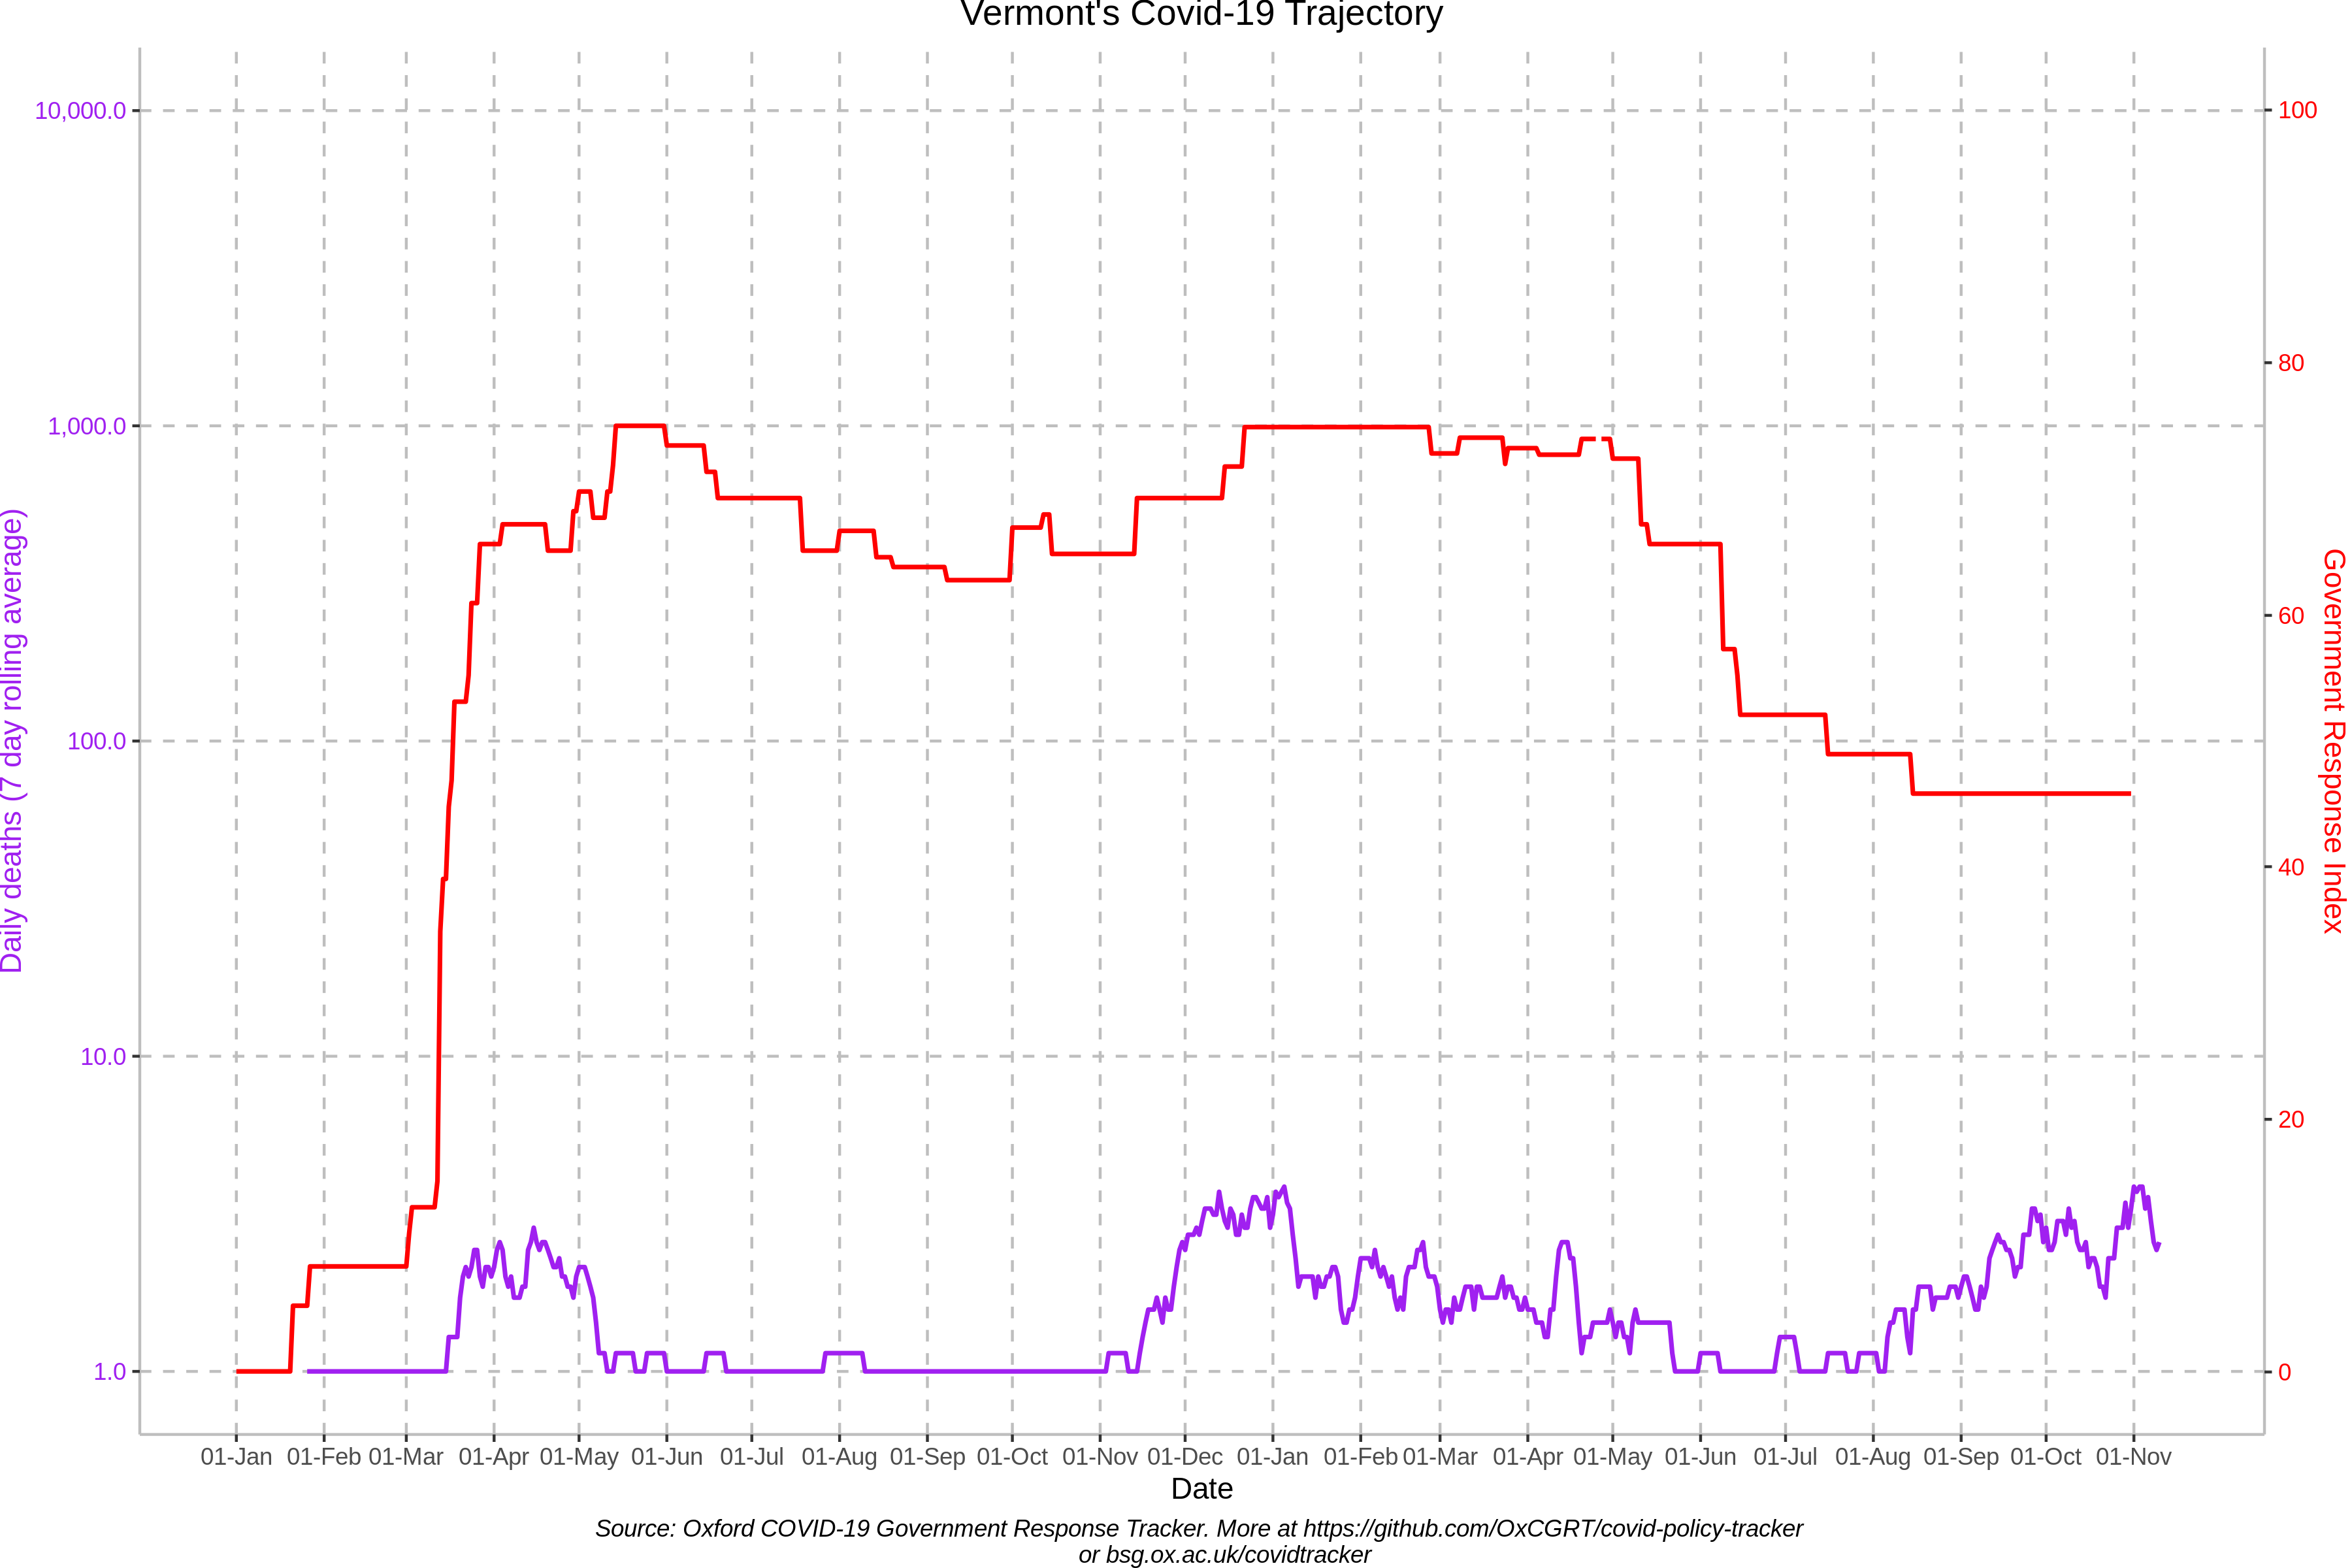 Vermont's Covid-19 Trajectory
10,000.0
1,000.0
100.0
10.0
1.0
Daily deaths (7 day rolling average)
100
80
60
40
20
0
Government Response Index
01-Jan 01-Feb 01-Mar 01-Apr 01-May 01-Jun 01-Jul 01-Aug 01-Sep 01-Oct 01-Nov 01-Dec 01-Jan 01-Feb 01-Mar 01-Apr 01-May 01-Jun 01-Jul 01-Aug 01-Sep 01-Oct 01-Nov
Date
Source: Oxford COVID-19 Government Response Tracker. More at https://github.com/OxCGRT/covid-policy-tracker
or bsg.ox.ac.uk/covidtracker